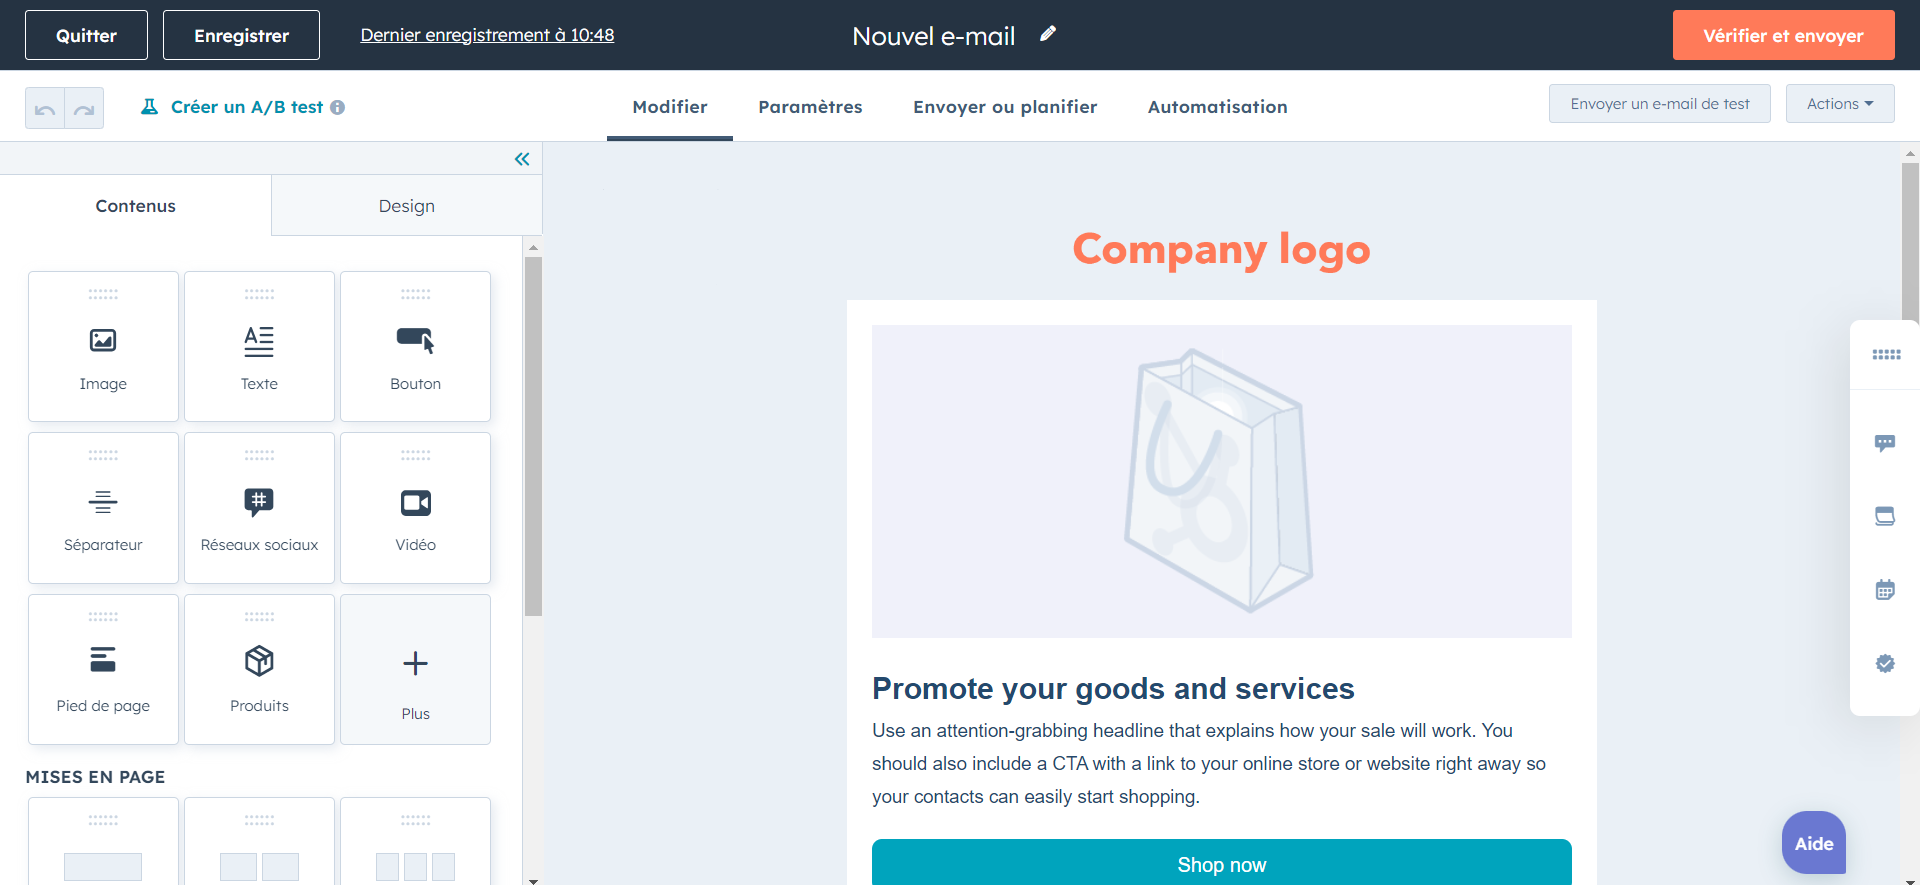 Quitter
Enregistrer
Dernier enregistrement à 10:48
Nouvel e-mail
Vérifier et envoyer
Créer un A/B test
Modifier
Paramètres
Envoyer ou planifier
Automatisation
Envoyer un e-mail de test
Actions
Contenus
Design
Image
Texte
Bouton
Séparateur
Réseaux sociaux
Vidéo
Pied de page
Produits
Plus
MISES EN PAGE
Company logo
Promote your goods and services
Use an attention-grabbing headline that explains how your sale will work. You
should also include a CTA with a link to your online store or website right away so
your contacts can easily start shopping.
Shop now
Aide